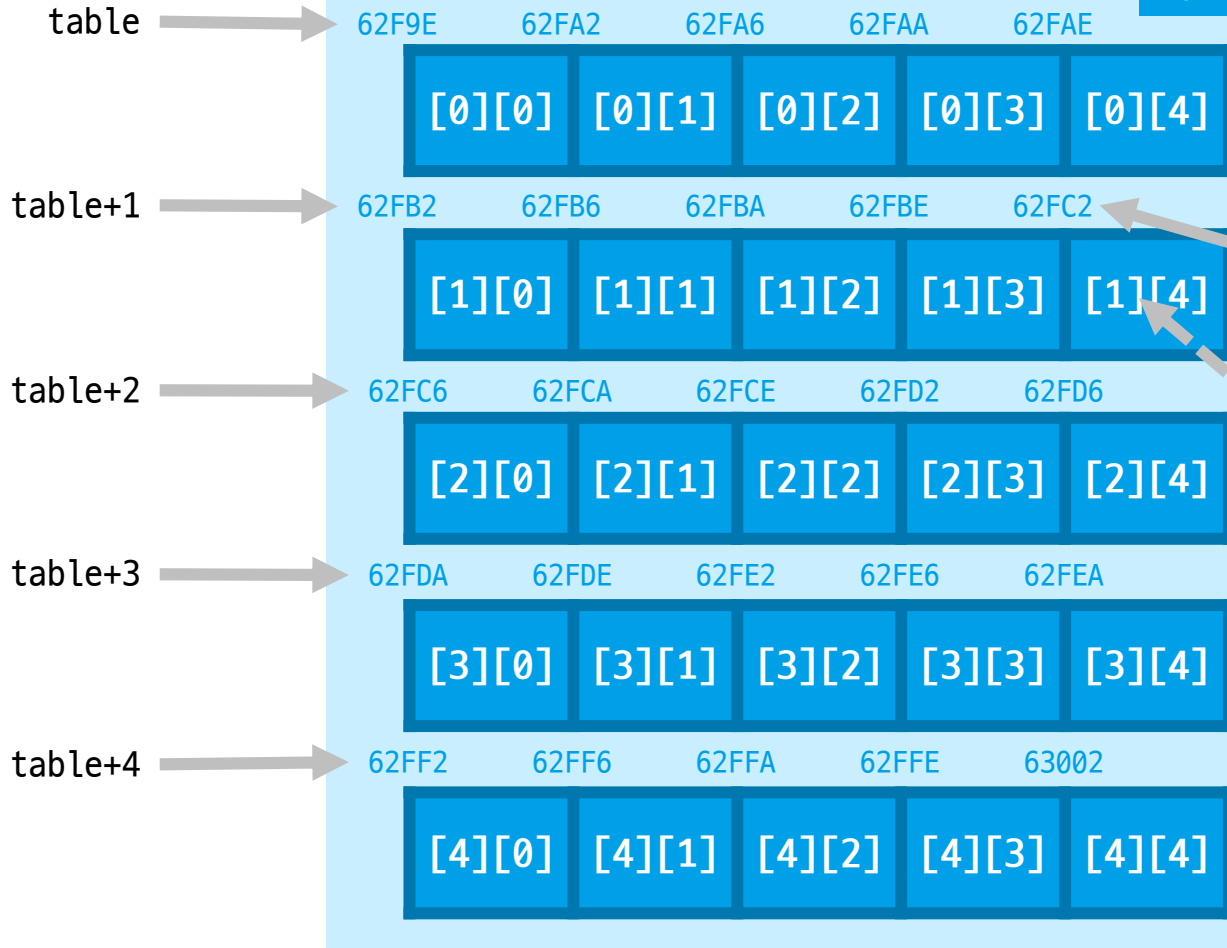 table 62F9E 62FA2 62FA6 62FAA 62FAE
[0][0] [0][1] [0][2] [0][3] [0][4]
table+1 62FB2 62FB6 62FBA 62FBE 62FC2
[1][0] [1][1] [1][2] [1][3] [1][4]
table+2 62FC6 62FCA 62FCE 62FD2 62FD6
[2][0] [2][1] [2][2] [2][3] [2][4]
table+3 62FDA 62FDE 62FE2 62FE6 62FEA
[3][0] [3][1] [3][2] [3][3] [3][4]
table+4 62FF2 62FF6 62FFA 62FFE 63002
[4][0] [4][1] [4][2] [4][3] [4][4]